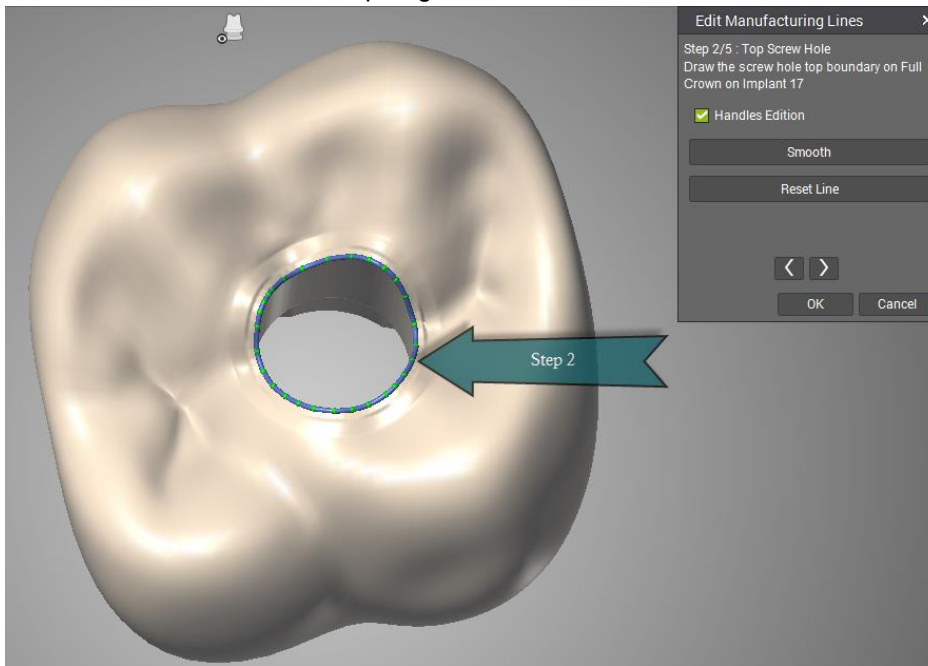 Edit Manufacturing Lines
Step 2/5 : Top Screw Hole
Draw the screw hole top boundary on Full
Crown on Implant 17
Handles Edition
Smooth
Reset Line
OK Cancel
Step 2